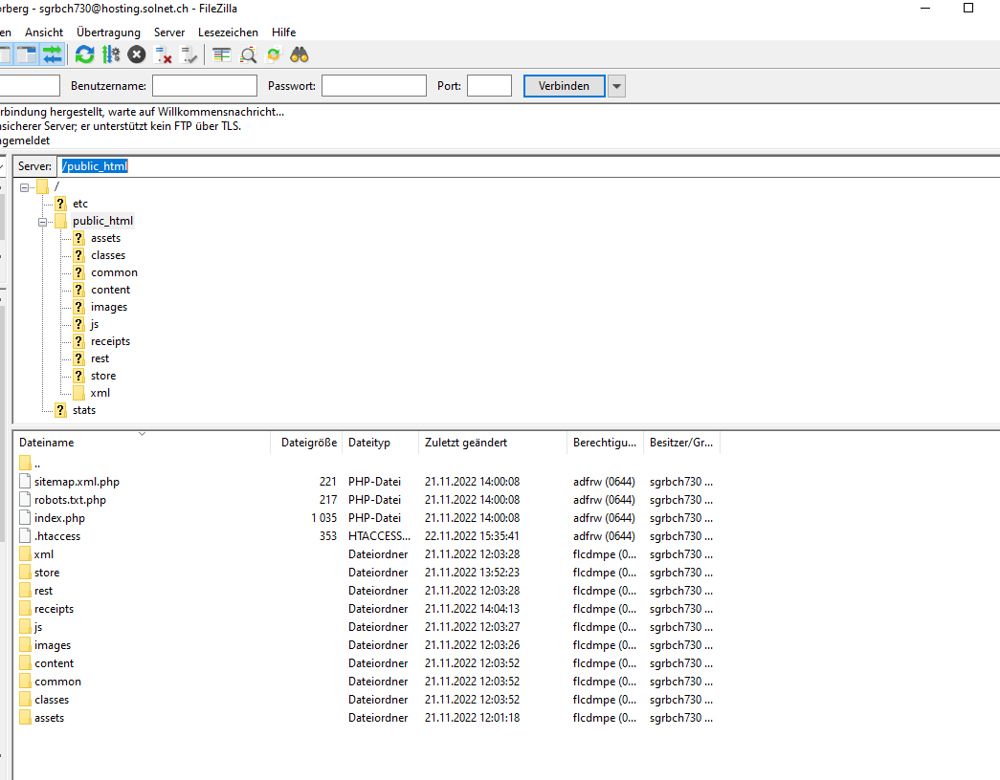 orberg - sgrbch730@hosting.solnet.ch - FileZilla
en Ansicht Übertragung Server Lesezeichen Hilfe
Benutzername: Passwort: Port: Verbinden
rbindung hergestellt, warte auf Willkommensnachricht...
nsicherer Server; er unterstützt kein FTP über TLS.
ngemeldet
Server: /public_html
/
? etc
public_html
? assets
? classes
? common
? content
? images
? js
? receipts
? rest
? store
xml
? stats
Dateiname Dateigröße Dateityp Zuletzt geändert Berechtigu... Besitzer/Gr...
..
sitemap.xml.php 221 PHP-Datei 21.11.2022 14:00:08 adfrw (0644) sgrbch730 ...
robots.txt.php 217 PHP-Datei 21.11.2022 14:00:08 adfrw (0644) sgrbch730 ...
index.php 1 035 PHP-Datei 21.11.2022 14:00:08 adfrw (0644) sgrbch730 ...
.htaccess 353 HTACCESS... 22.11.2022 15:35:41 adfrw (0644) sgrbch730 ...
xml Dateiordner 21.11.2022 12:03:28 flcdmpe (0... sgrbch730 ...
store Dateiordner 21.11.2022 13:52:23 flcdmpe (0... sgrbch730 ...
rest Dateiordner 21.11.2022 12:03:28 flcdmpe (0... sgrbch730 ...
receipts Dateiordner 21.11.2022 14:04:13 flcdmpe (0... sgrbch730 ...
js Dateiordner 21.11.2022 12:03:27 flcdmpe (0... sgrbch730 ...
images Dateiordner 21.11.2022 12:03:26 flcdmpe (0... sgrbch730 ...
content Dateiordner 21.11.2022 12:03:52 flcdmpe (0... sgrbch730 ...
common Dateiordner 21.11.2022 12:03:52 flcdmpe (0... sgrbch730 ...
classes Dateiordner 21.11.2022 12:03:52 flcdmpe (0... sgrbch730 ...
assets Dateiordner 21.11.2022 12:01:18 flcdmpe (0... sgrbch730 ...